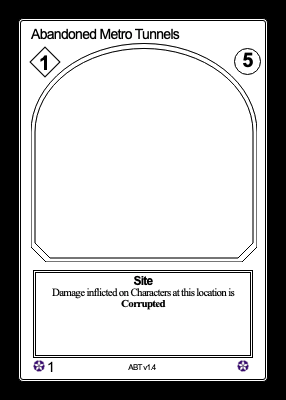 Abandoned Metro Tunnels
1
5
Site
Damage inflicted on Characters at this location is
Corrupted
1
ABT v1.4